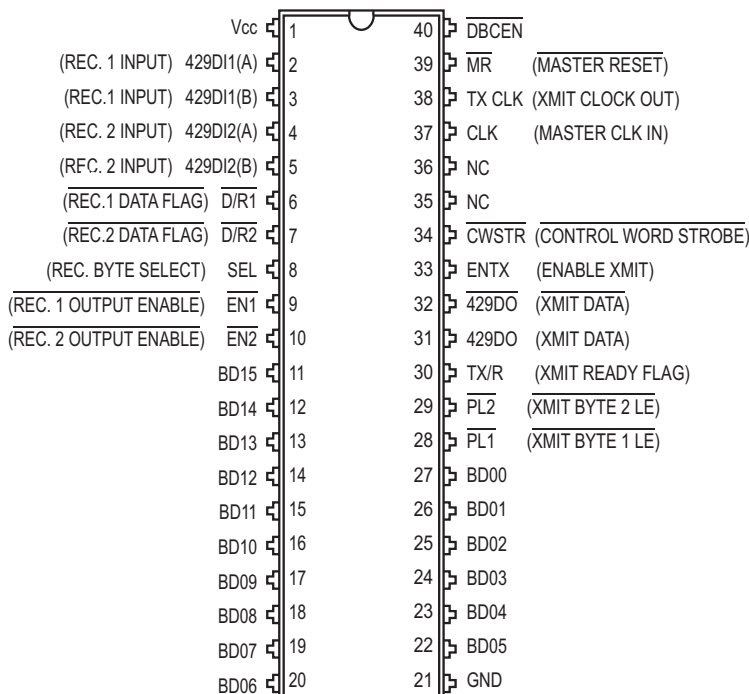 Vcc 1 40 DBCEN
(REC. 1 INPUT) 429DI1(A) 2 39 MR (MASTER RESET)
(REC.1 INPUT) 429DI1(B) 3 38 TX CLK (XMIT CLOCK OUT)
(REC. 2 INPUT) 429DI2(A) 4 37 CLK (MASTER CLK IN)
(REC. 2 INPUT) 429DI2(B) 5 36 NC
(REC.1 DATA FLAG) D/R1 6 35 NC
(REC.2 DATA FLAG) D/R2 7 34 CWSTR (CONTROL WORD STROBE)
(REC. BYTE SELECT) SEL 8 33 ENTX (ENABLE XMIT)
(REC. 1 OUTPUT ENABLE) EN1 9 32 429DO (XMIT DATA)
(REC. 2 OUTPUT ENABLE) EN2 10 31 429DO (XMIT DATA)
BD15 11 30 TX/R (XMIT READY FLAG)
BD14 12 29 PL2 (XMIT BYTE 2 LE)
BD13 13 28 PL1 (XMIT BYTE 1 LE)
BD12 14 27 BD00
BD11 15 26 BD01
BD10 16 25 BD02
BD09 17 24 BD03
BD08 18 23 BD04
BD07 19 22 BD05
BD06 20 21 GND